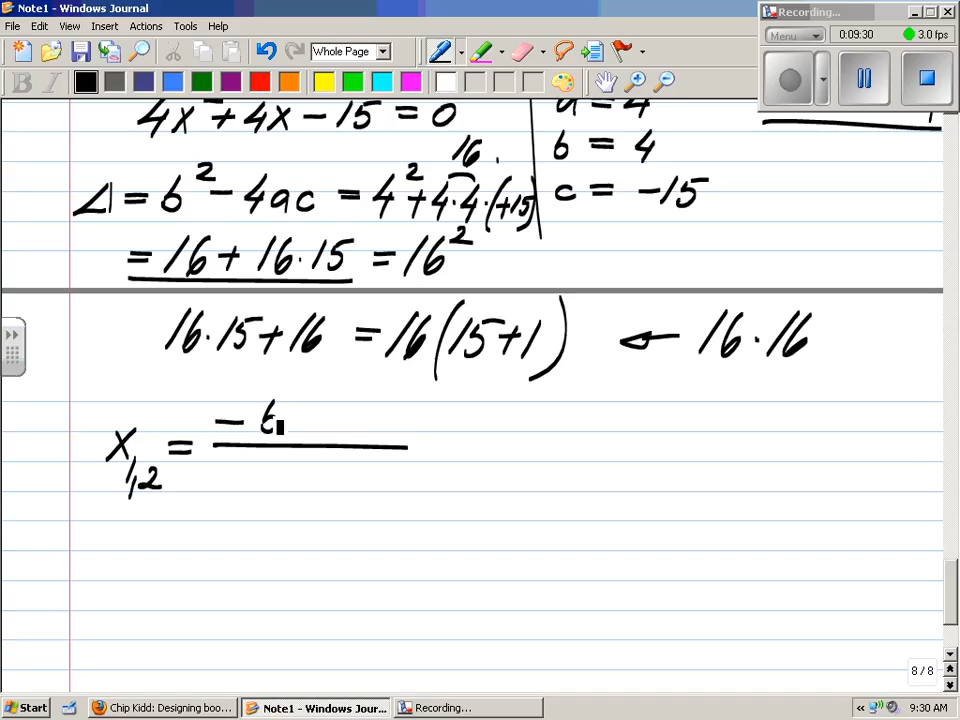 Note1 - Windows Journal
File Edit View Insert Actions Tools Help
Whole Page
B I
Recording...
Menu 0:09:30 3.0 fps
4x² + 4x - 15 = 0
a = 4
b = 4
c = -15
16
Δ = b² - 4ac = 4² + 4·4·(+15)
= 16 + 16·15 = 16²
16·15 + 16 = 16(15+1) ← 16·16
x1,2 = - b
8 / 8
Start Chip Kidd: Designing boo... Note1 - Windows Jour... Recording... « 9:30 AM